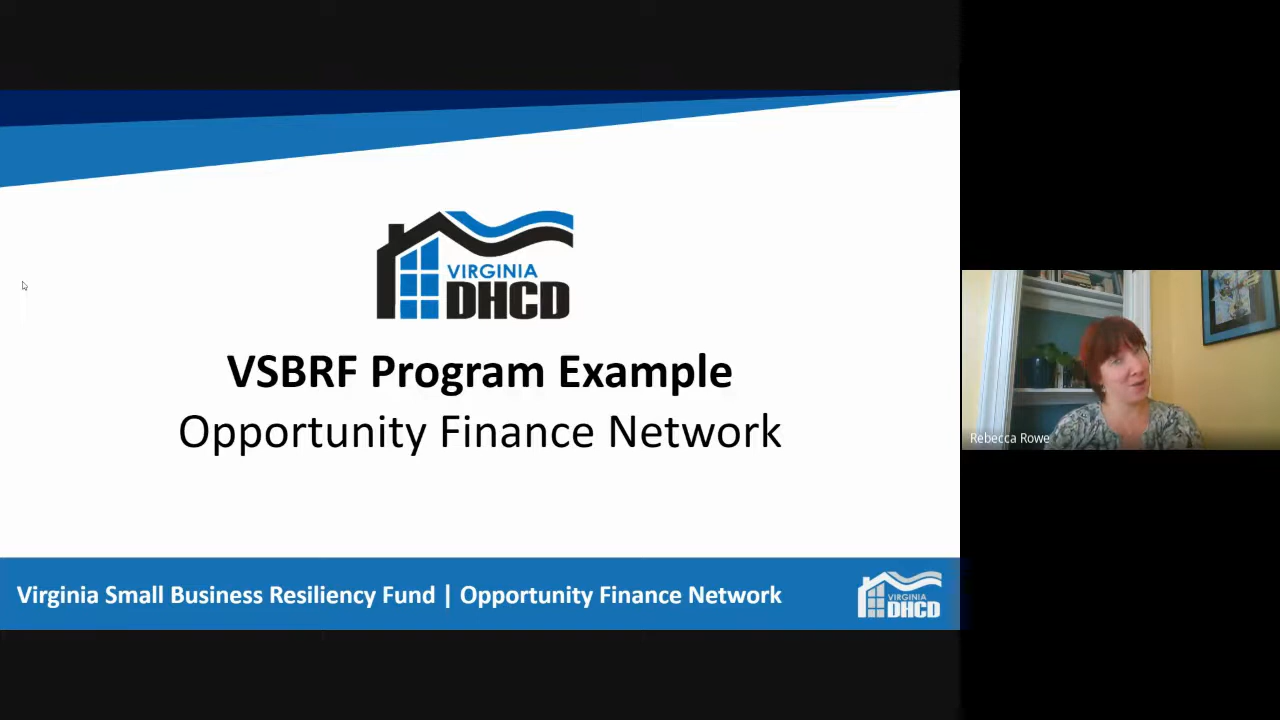 VIRGINIA
DHCD
VSBRF Program Example
Opportunity Finance Network
Virginia Small Business Resiliency Fund | Opportunity Finance Network
VIRGINIA
DHCD
Rebecca Rowe